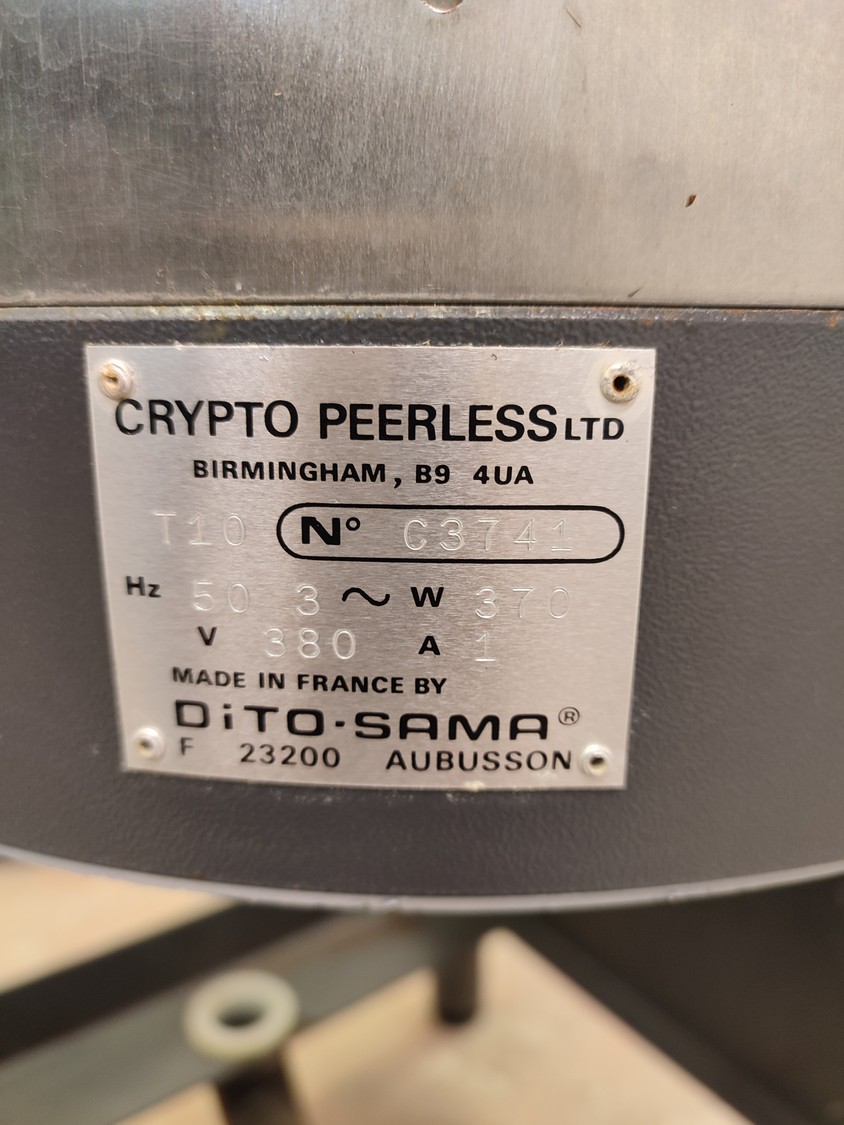 CRYPTO PEERLESS LTD
BIRMINGHAM, B9 4UA
T10 N° C3741
Hz 50 3 ~ W 370
V 380 A 1
MADE IN FRANCE BY
DiTO·SAMA®
F 23200 AUBUSSON